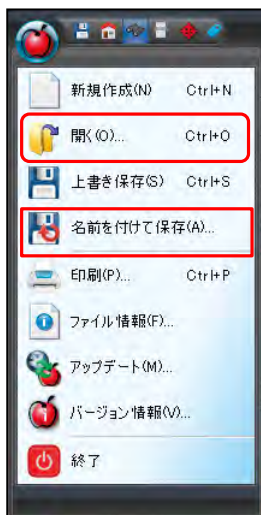 新規作成(N) Ctrl+N
開く(O)... Ctrl+O
上書き保存(S) Ctrl+S
名前を付けて保存(A)...
印刷(P)... Ctrl+P
ファイル情報(F)...
アップデート(M)...
バージョン情報(V)...
終了